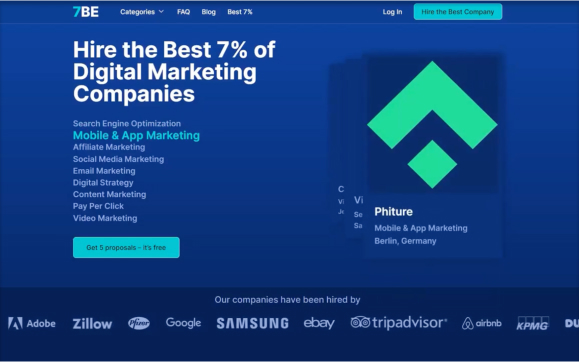 7BE Categories FAQ Blog Best 7% Log In Hire the Best Company
Hire the Best 7% of
Digital Marketing
Companies
Search Engine Optimization
Mobile & App Marketing
Affiliate Marketing
Social Media Marketing
Email Marketing
Digital Strategy
Content Marketing
Pay Per Click
Video Marketing
Get 5 proposals – it's free
C
Vi
Vi
Se
Sa
Phiture
Mobile & App Marketing
Berlin, Germany
Our companies have been hired by
Adobe Zillow Pfizer Google SAMSUNG ebay tripadvisor airbnb KPMG DU